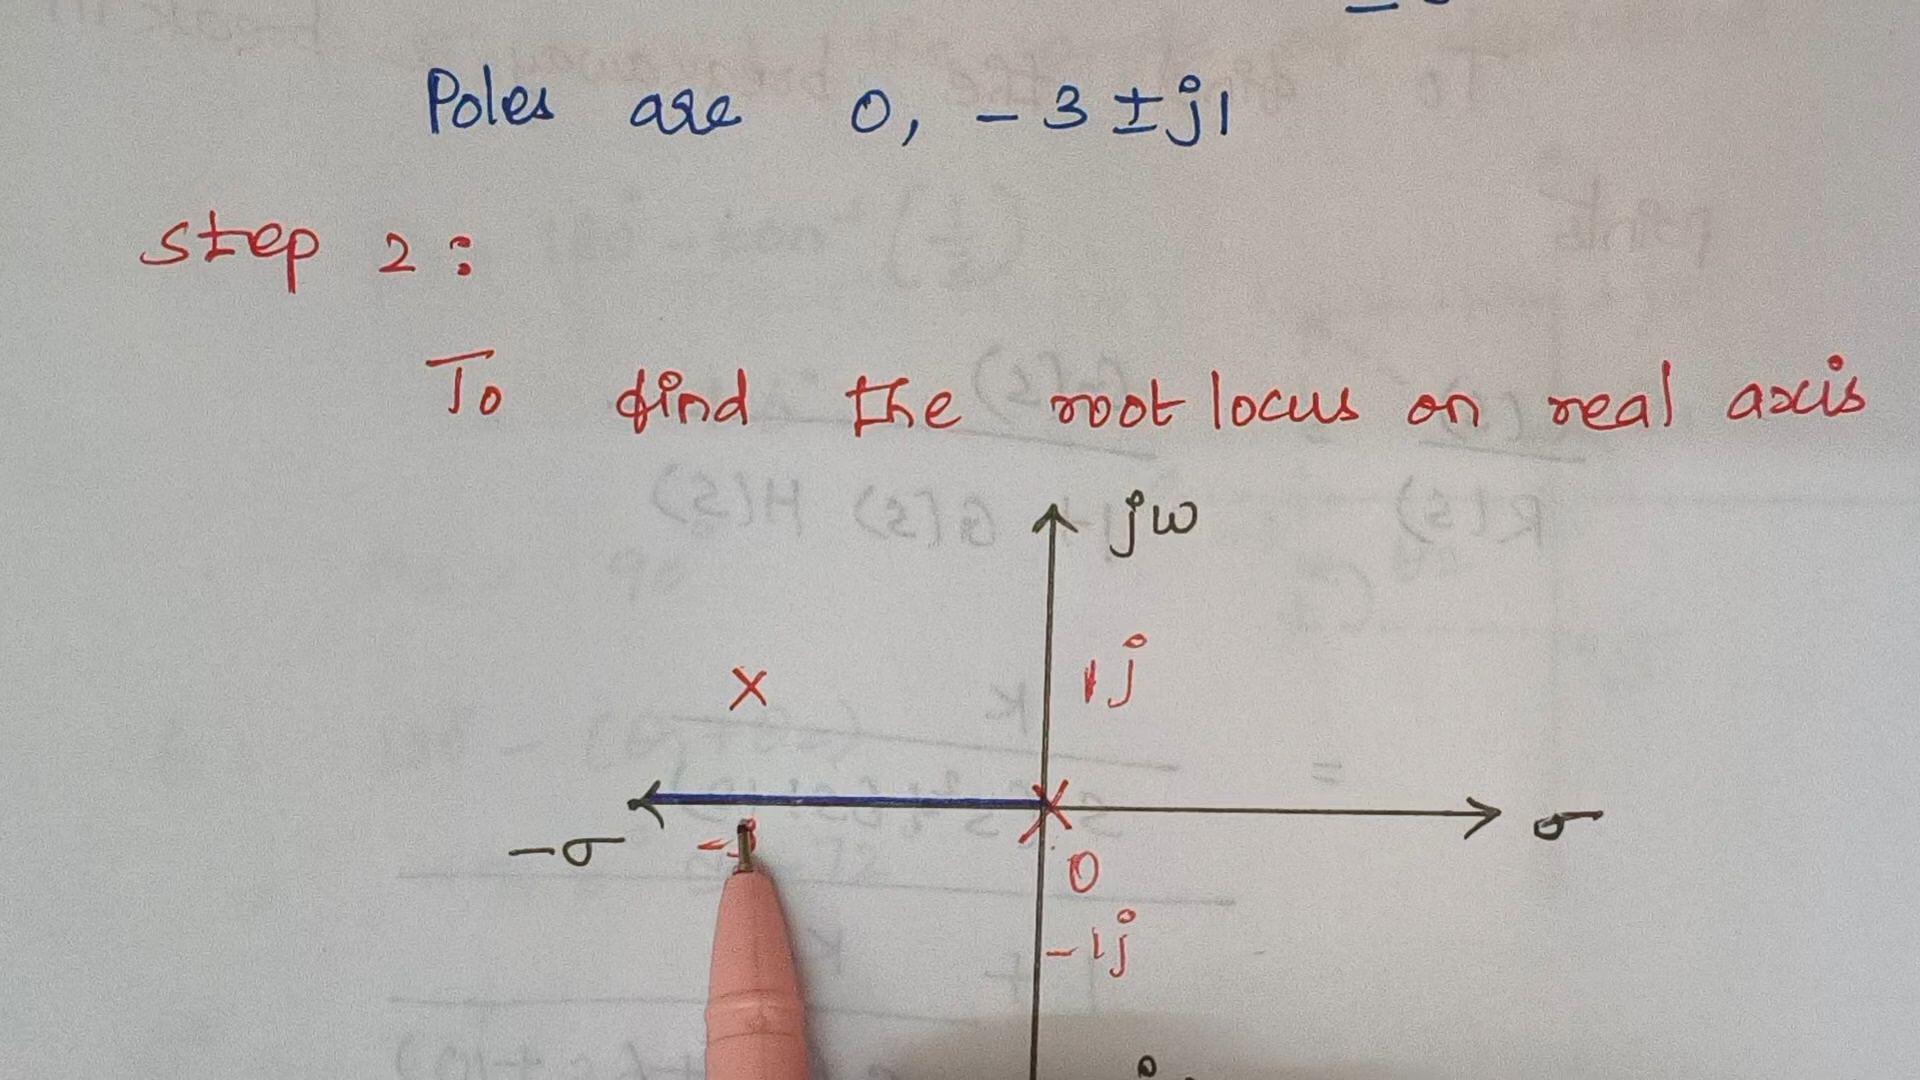 Poles are 0, -3 ± j1
Step 2:
To find the root locus on real axis
jω
1j
-σ
-3
σ
0
-1j